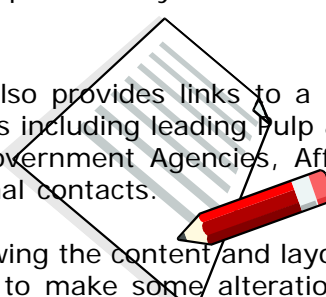 lso provides links to a
s including leading Pulp
overnment Agencies, Aff
nal contacts.
wing the content and layo
to make some alteratio